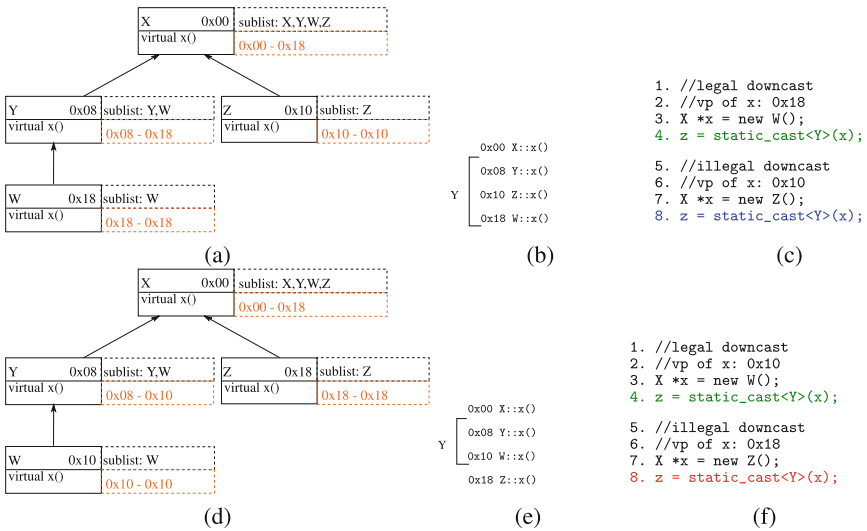 X 0x00 sublist: X,Y,W,Z
virtual x() 0x00 - 0x18
Y 0x08 sublist: Y,W
virtual x() 0x08 - 0x18
Z 0x10 sublist: Z
virtual x() 0x10 - 0x10
W 0x18 sublist: W
virtual x() 0x18 - 0x18
(a)
0x00 X::x()
0x08 Y::x()
Y
0x10 Z::x()
0x18 W::x()
(b)
1. //legal downcast
2. //vp of x: 0x18
3. X *x = new W();
4. z = static_cast<Y>(x);
5. //illegal downcast
6. //vp of x: 0x10
7. X *x = new Z();
8. z = static_cast<Y>(x);
(c)
X 0x00 sublist: X,Y,W,Z
virtual x() 0x00 - 0x18
Y 0x08 sublist: Y,W
virtual x() 0x08 - 0x10
Z 0x18 sublist: Z
virtual x() 0x18 - 0x18
W 0x10 sublist: W
virtual x() 0x10 - 0x10
(d)
0x00 X::x()
0x08 Y::x()
Y
0x10 W::x()
0x18 Z::x()
(e)
1. //legal downcast
2. //vp of x: 0x10
3. X *x = new W();
4. z = static_cast<Y>(x);
5. //illegal downcast
6. //vp of x: 0x18
7. X *x = new Z();
8. z = static_cast<Y>(x);
(f)